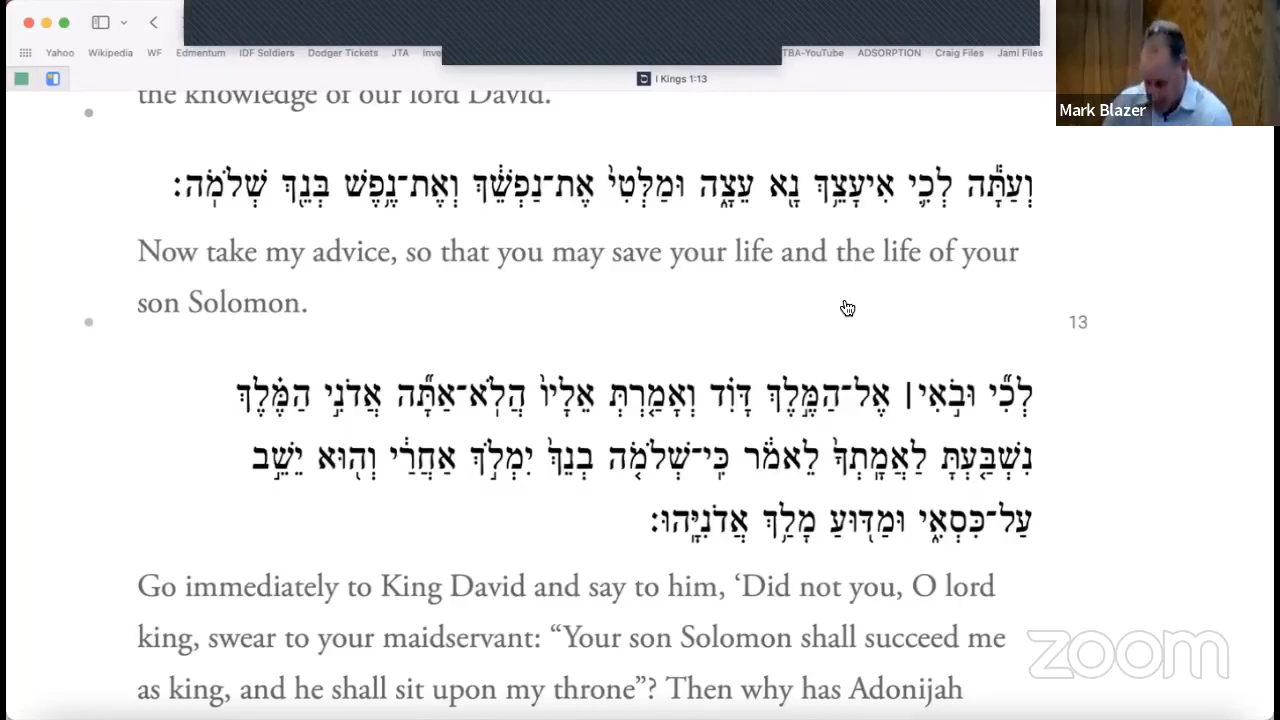 Yahoo Wikipedia WF Edmentum IDF Soldiers Dodger Tickets JTA Inve TBA-YouTube ADSORPTION Craig Files Jami Files
I Kings 1:13
Mark Blazer
the knowledge of our lord David.
וְעַתָּ֕ה לְכִ֛י אִיעָצֵ֥ךְ נָ֖א עֵצָ֑ה וּמַלְּטִי֙ אֶת־נַפְשֵׁ֔ךְ וְאֶת־נֶ֥פֶשׁ בְּנֵ֖ךְ שְׁלֹמֹֽה׃
Now take my advice, so that you may save your life and the life of your
son Solomon.
13
לְכִ֞י וּבֹ֣אִי ׀ אֶל־הַמֶּ֣לֶךְ דָּוִ֗ד וְאָמַ֤רְתְּ אֵלָיו֙ הֲלֹֽא־אַתָּ֞ה אֲדֹנִ֣י הַמֶּ֗לֶךְ
נִשְׁבַּ֤עְתָּ לַאֲמָֽתְךָ֙ לֵאמֹ֔ר כִּֽי־שְׁלֹמֹ֤ה בְנֵךְ֙ יִמְלֹ֣ךְ אַחֲרַ֔י וְה֖וּא יֵשֵׁ֣ב
עַל־כִּסְאִ֑י וּמַדּ֖וּעַ מָלַ֥ךְ אֲדֹנִיָּֽהוּ׃
Go immediately to King David and say to him, ‘Did not you, O lord
king, swear to your maidservant: “Your son Solomon shall succeed me
as king, and he shall sit upon my throne”? Then why has Adonijah
zoom